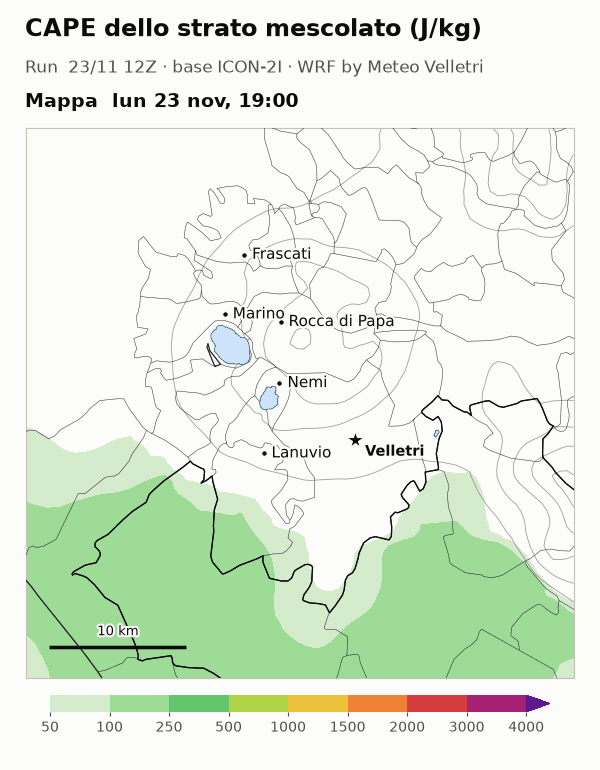 CAPE dello strato mescolato (J/kg)
Run  23/11 12Z · base ICON-2I · WRF by Meteo Velletri
Mappa  lun 23 nov, 19:00
Frascati
Marino
Rocca di Papa
Nemi
Velletri
Lanuvio
10 km
50 100 250 500 1000 1500 2000 3000 4000